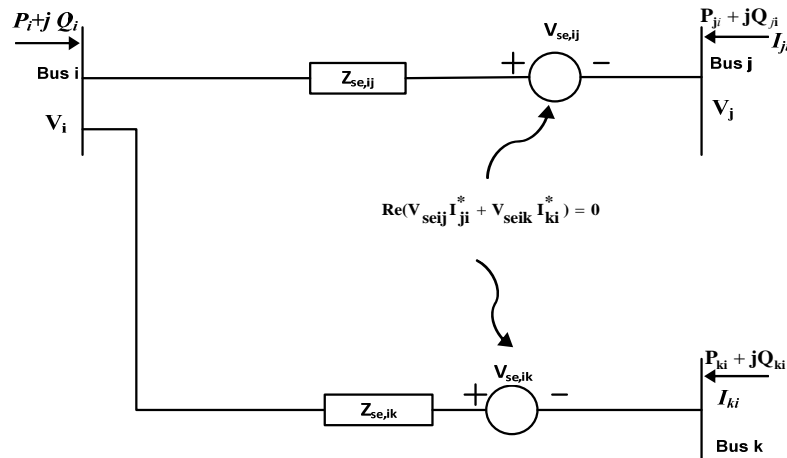 P_i+j Q_i
Bus i
V_i
Z_se,ij
+
V_se,ij
−
P_ji + jQ_ji
I_ji
Bus j
V_j
Re(V_seij I*_ji + V_seik I*_ki) = 0
Z_se,ik
+
V_se,ik
−
P_ki + jQ_ki
I_ki
Bus k